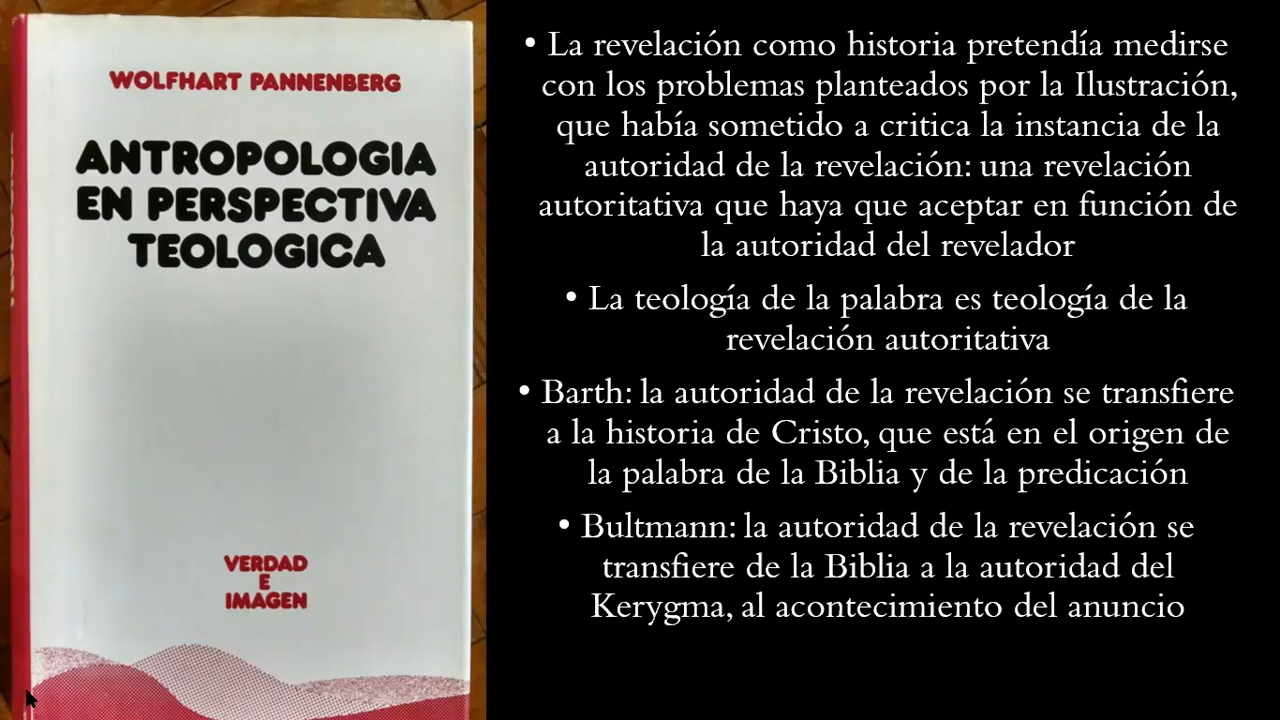 WOLFHART PANNENBERG
ANTROPOLOGIA
EN PERSPECTIVA
TEOLOGICA
VERDAD
E
IMAGEN
• La revelación como historia pretendía medirse
con los problemas planteados por la Ilustración,
que había sometido a critica la instancia de la
autoridad de la revelación: una revelación
autoritativa que haya que aceptar en función de
la autoridad del revelador
• La teología de la palabra es teología de la
revelación autoritativa
• Barth: la autoridad de la revelación se transfiere
a la historia de Cristo, que está en el origen de
la palabra de la Biblia y de la predicación
• Bultmann: la autoridad de la revelación se
transfiere de la Biblia a la autoridad del
Kerygma, al acontecimiento del anuncio